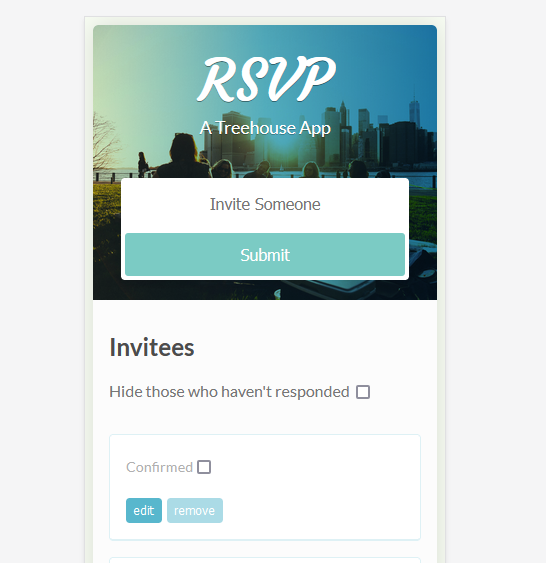 RSVP
A Treehouse App
Invite Someone
Submit
Invitees
Hide those who haven't responded
Confirmed
edit remove